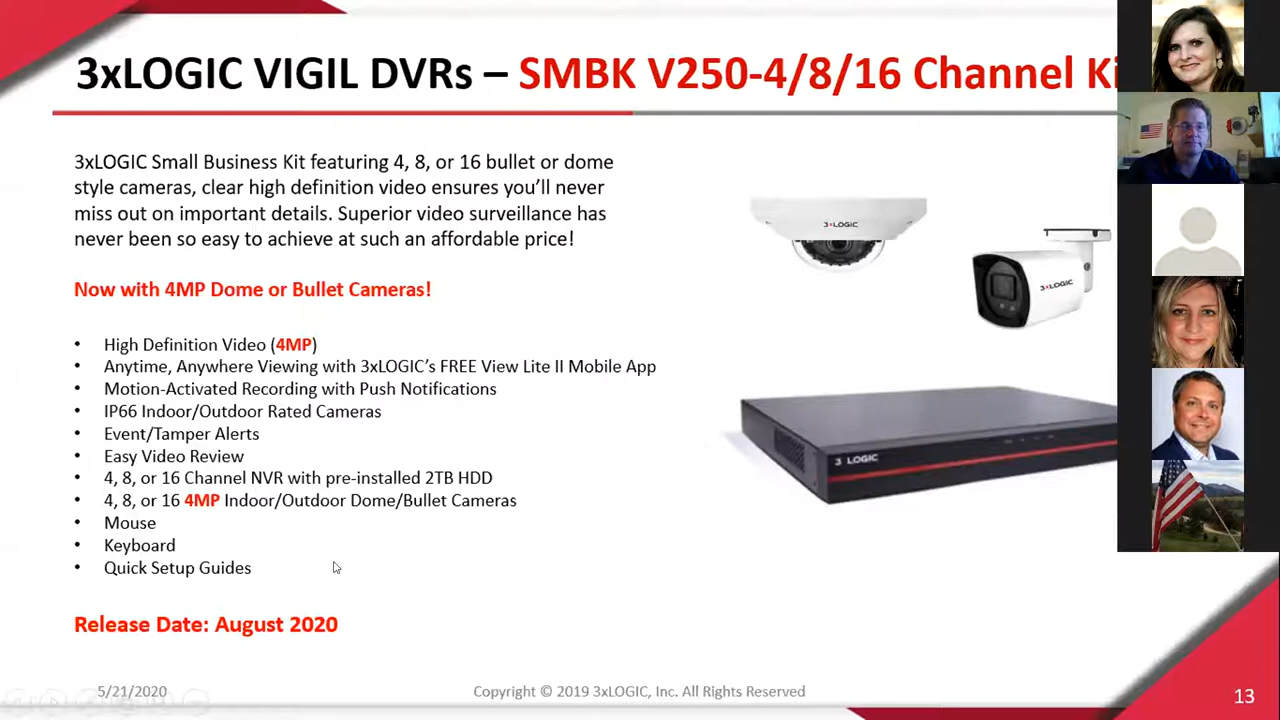 3xLOGIC VIGIL DVRs – SMBK V250-4/8/16 Channel Ki
3xLOGIC Small Business Kit featuring 4, 8, or 16 bullet or dome
style cameras, clear high definition video ensures you’ll never
miss out on important details. Superior video surveillance has
never been so easy to achieve at such an affordable price!
Now with 4MP Dome or Bullet Cameras!
• High Definition Video (4MP)
• Anytime, Anywhere Viewing with 3xLOGIC’s FREE View Lite II Mobile App
• Motion-Activated Recording with Push Notifications
• IP66 Indoor/Outdoor Rated Cameras
• Event/Tamper Alerts
• Easy Video Review
• 4, 8, or 16 Channel NVR with pre-installed 2TB HDD
• 4, 8, or 16 4MP Indoor/Outdoor Dome/Bullet Cameras
• Mouse
• Keyboard
• Quick Setup Guides
Release Date: August 2020
3xLOGIC
3xLOGIC
3 LOGIC
5/21/2020
Copyright © 2019 3xLOGIC, Inc. All Rights Reserved
13